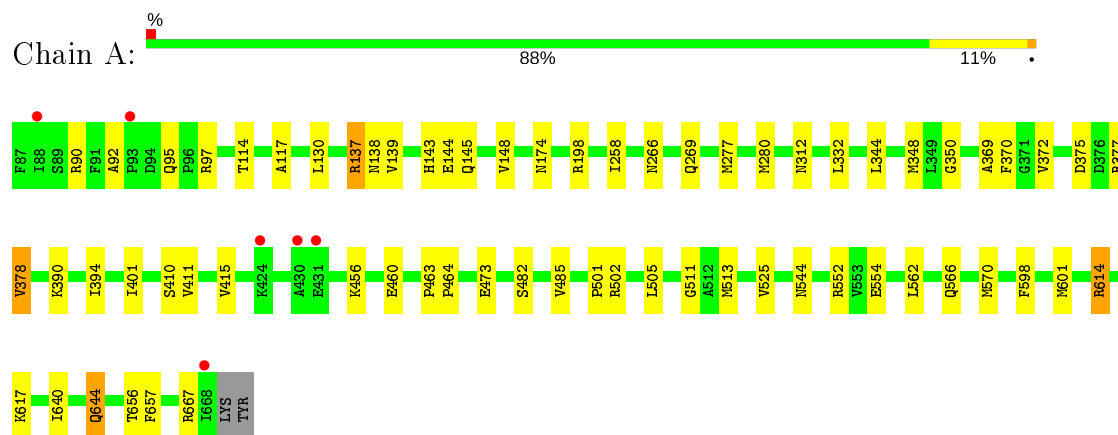 %
Chain A:
88% 11% •
F87 I88 S89 R90 F91 A92 P93 D94 Q95 P96 R97 T114 A117 L130 R137 N138 V139 H143 E144 Q145 V148 N174 R198 I258 N266 Q269 M277 M280 N312 L332 L344 M348 L349 G350 A369 F370 G371 V372 D375 D376 R377
V378 K390 I394 I401 S410 V411 V415 K424 A430 E431 K456 E460 P463 P464 E473 S482 V485 P501 R502 L505 G511 A512 M513 V525 N544 R552 V553 E554 L562 Q566 M570 F598 M601 R614
K617 I640 Q644 T656 F657 R667 I668 LYS TYR